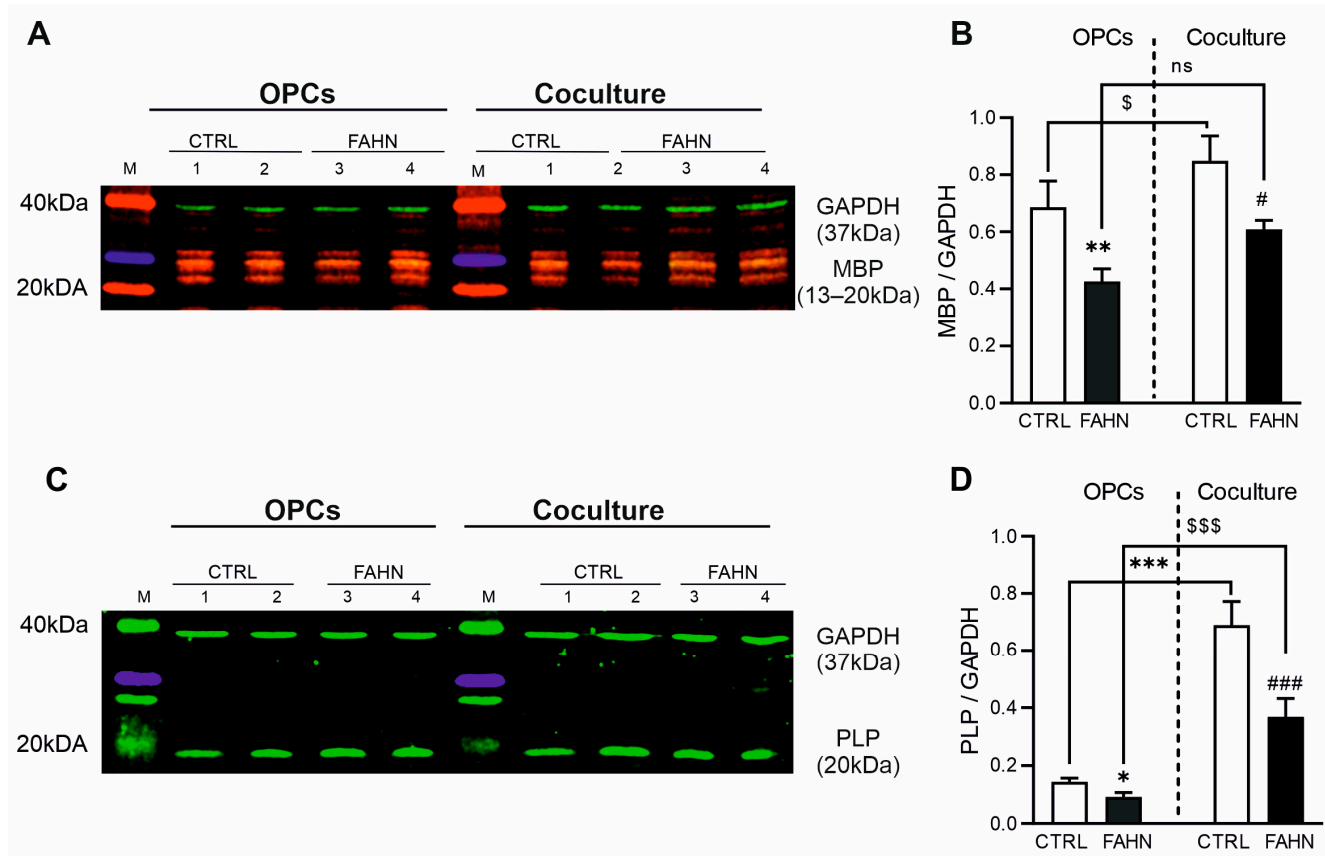 A
OPCs
Coculture
CTRL
FAHN
CTRL
FAHN
M
1
2
3
4
M
1
2
3
4
40kDa
20kDA
GAPDH
(37kDa)
MBP
(13–20kDa)
B
OPCs
Coculture
ns
$
**
#
MBP / GAPDH
1.0
0.8
0.6
0.4
0.2
0.0
CTRL FAHN
CTRL FAHN
C
OPCs
Coculture
CTRL
FAHN
CTRL
FAHN
M
1
2
3
4
M
1
2
3
4
40kDa
20kDA
GAPDH
(37kDa)
PLP
(20kDa)
D
OPCs
Coculture
$$$
***
###
*
PLP / GAPDH
1.0
0.8
0.6
0.4
0.2
0.0
CTRL FAHN
CTRL FAHN